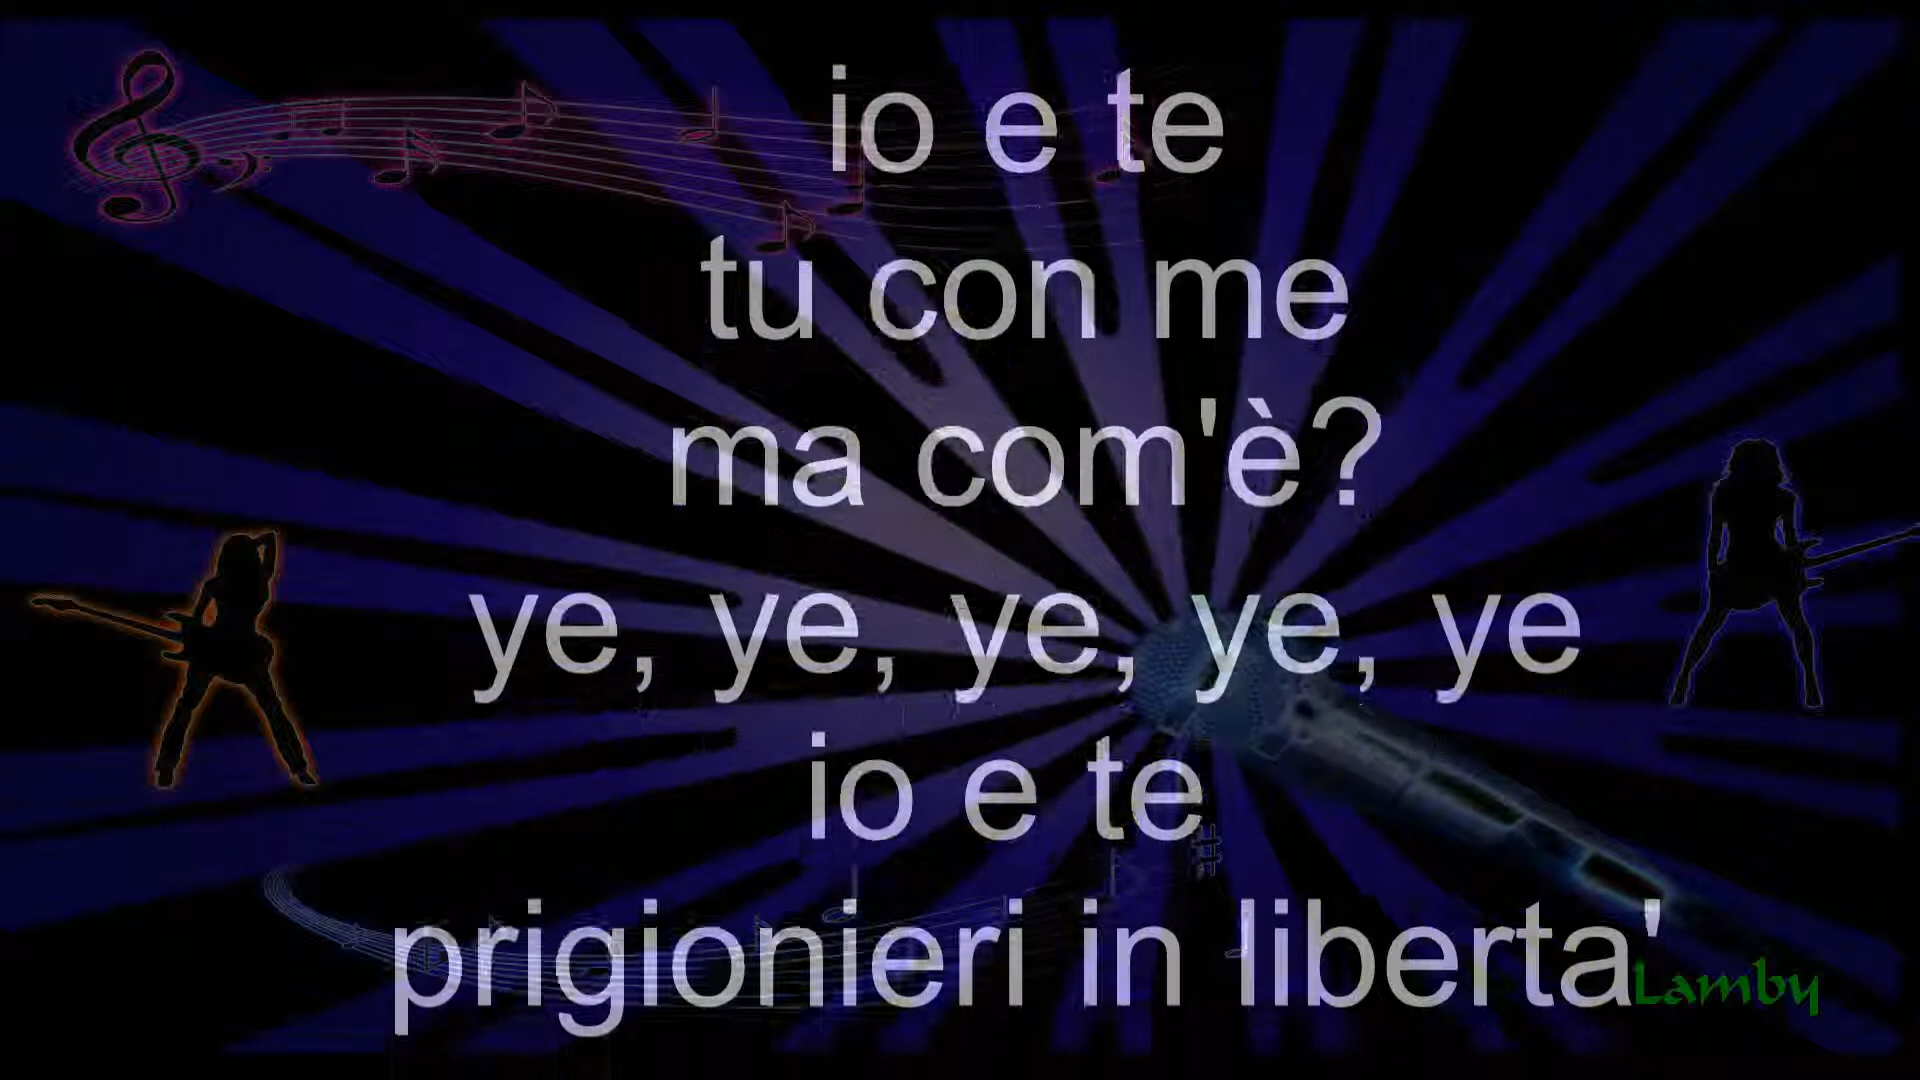 io e te
tu con me
ma com'è?
ye, ye, ye, ye, ye
io e te
prigionieri in liberta'
Lamby